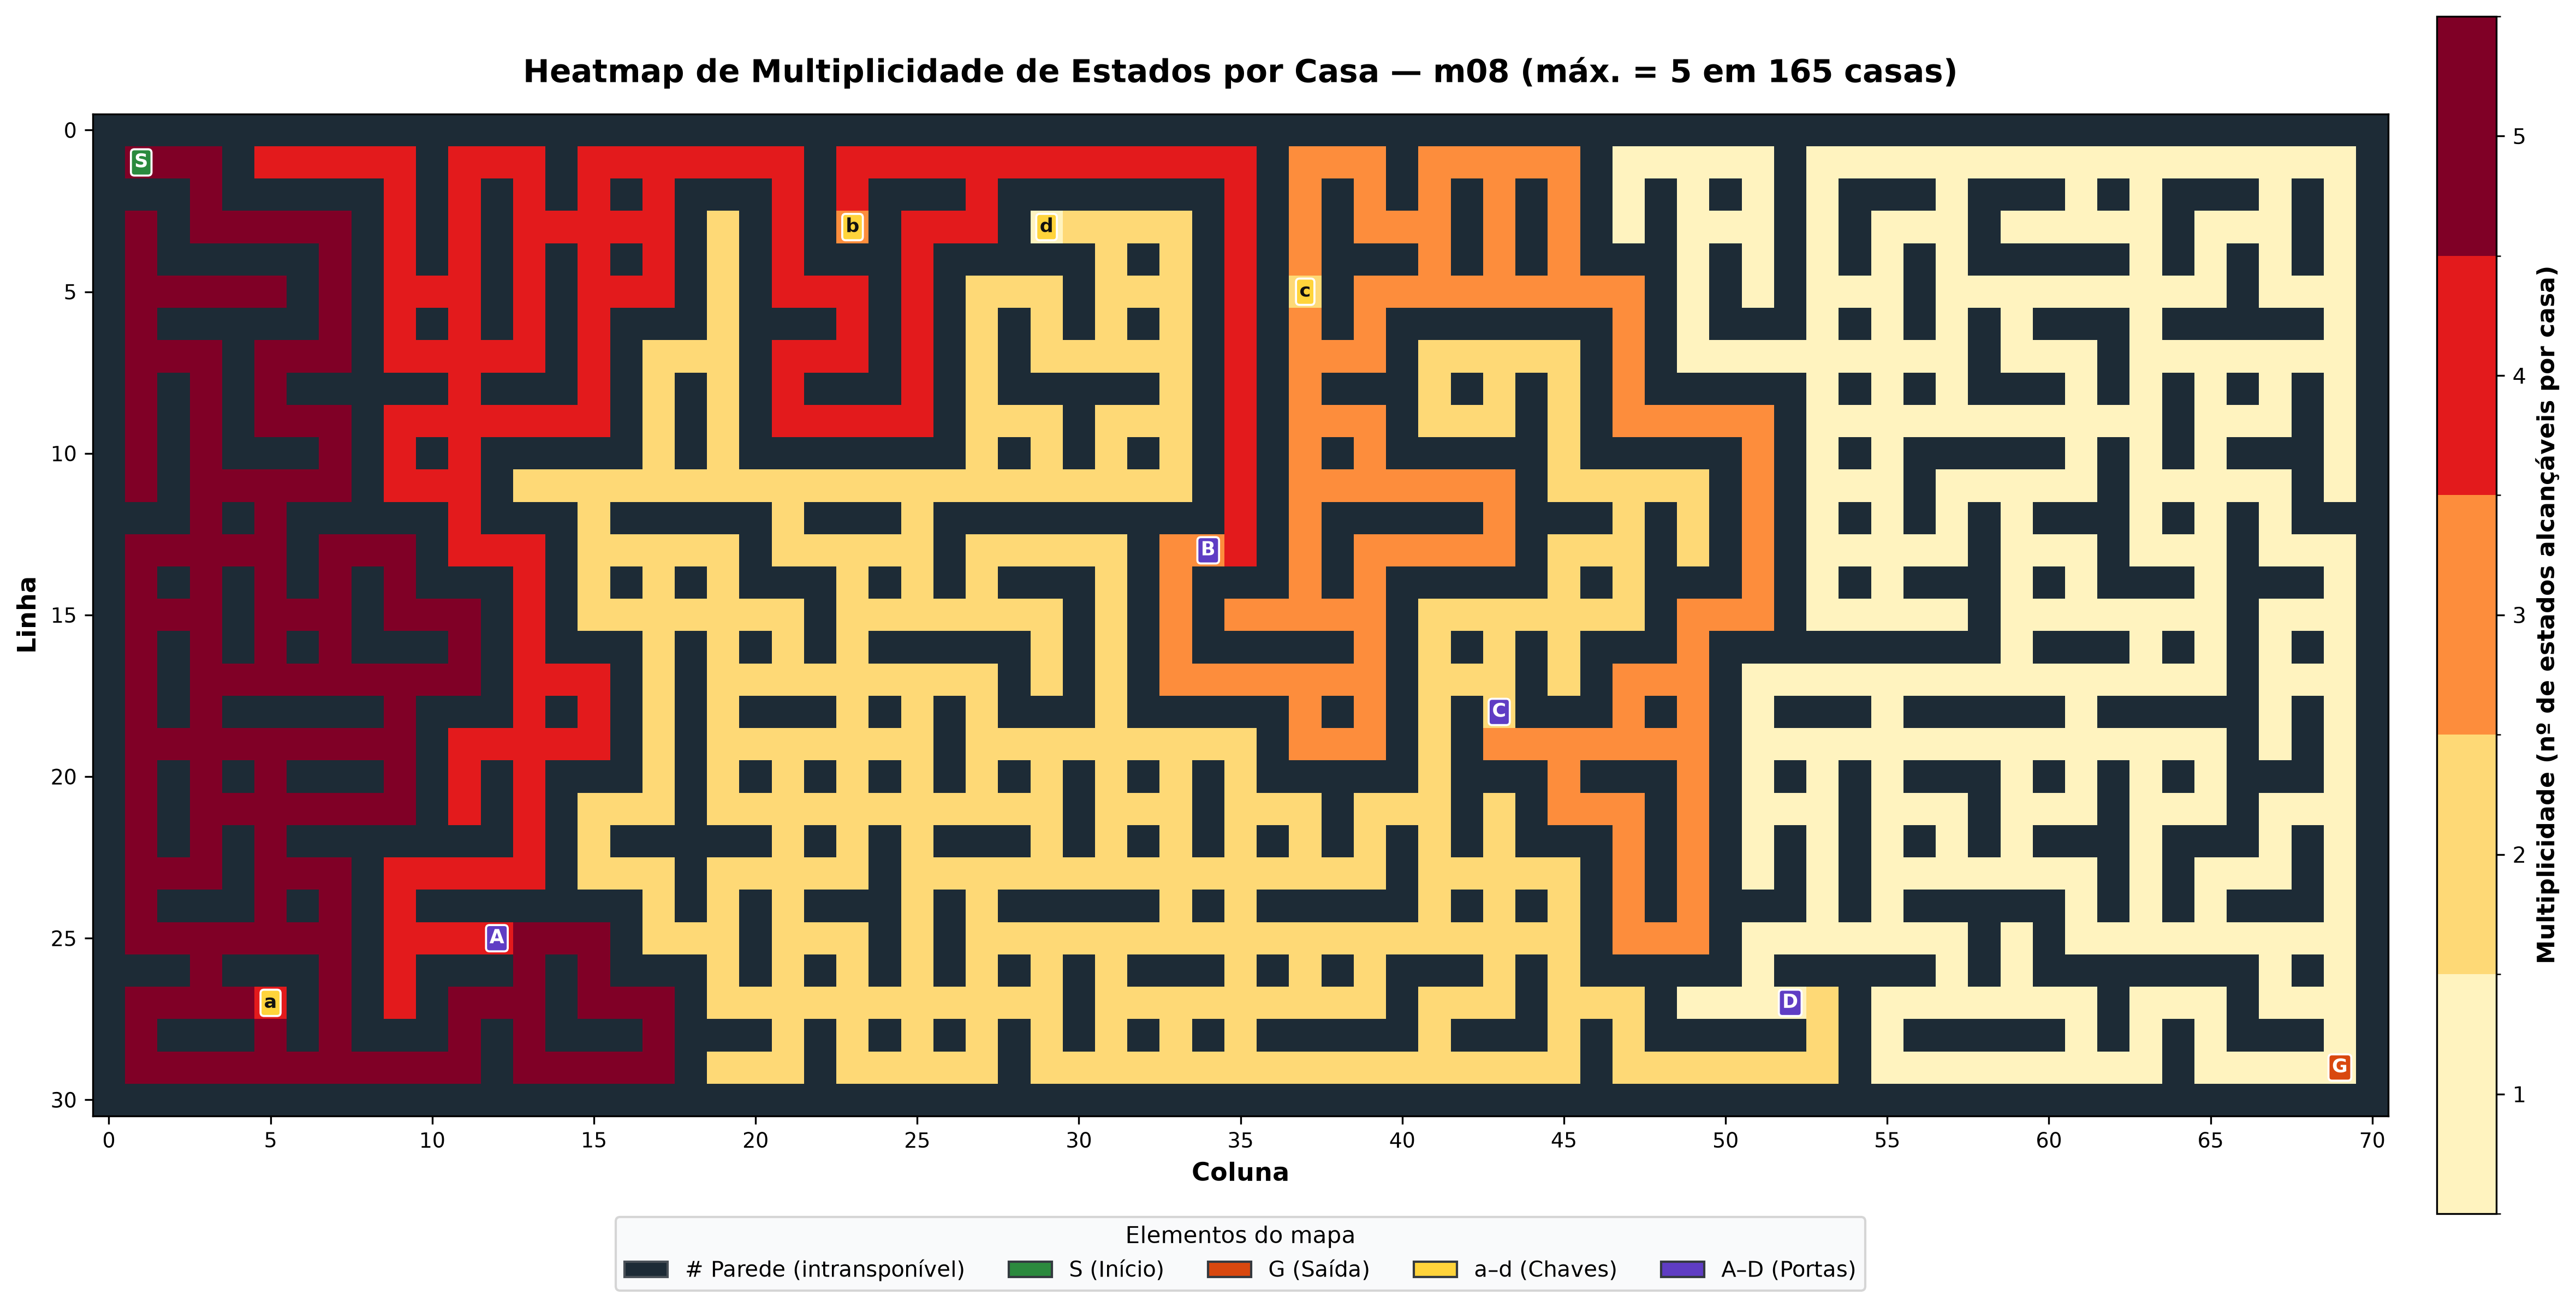 Heatmap de Multiplicidade de Estados por Casa — m08 (máx. = 5 em 165 casas)
0
5
10
15
20
25
30
Linha
S
b
d
c
B
C
A
a
D
G
0 5 10 15 20 25 30 35 40 45 50 55 60 65 70
Coluna
5
4
3
2
1
Multiplicidade (nº de estados alcançáveis por casa)
Elementos do mapa
# Parede (intransponível) S (Início) G (Saída) a–d (Chaves) A–D (Portas)